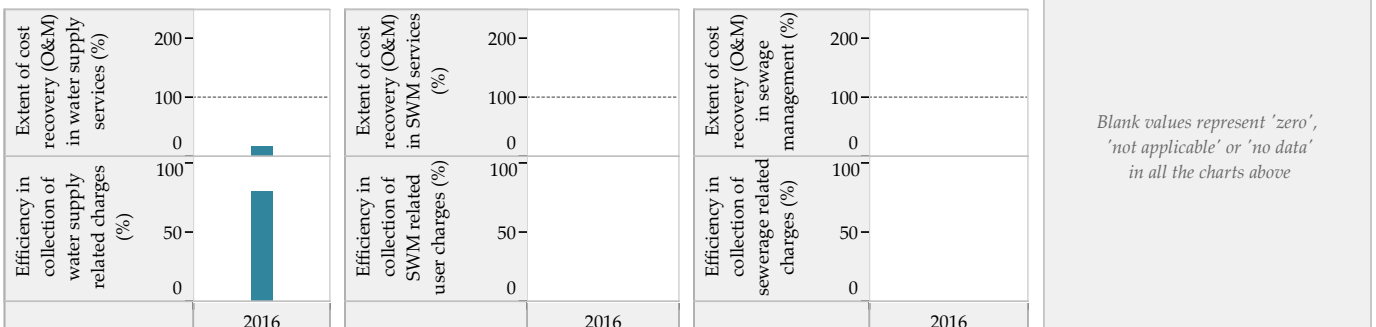 Extent of cost
recovery (O&M)
in water supply
services (%)
200
100
0
Efficiency in
collection of
water supply
related charges
(%)
100
50
0
2016
Extent of cost
recovery (O&M)
in SWM services
(%)
200
100
0
Efficiency in
collection of
SWM related
user charges (%)
100
50
0
2016
Extent of cost
recovery (O&M)
in sewage
management (%)
200
100
0
Efficiency in
collection of
sewerage related
charges (%)
100
50
0
2016
Blank values represent 'zero',
'not applicable' or 'no data'
in all the charts above